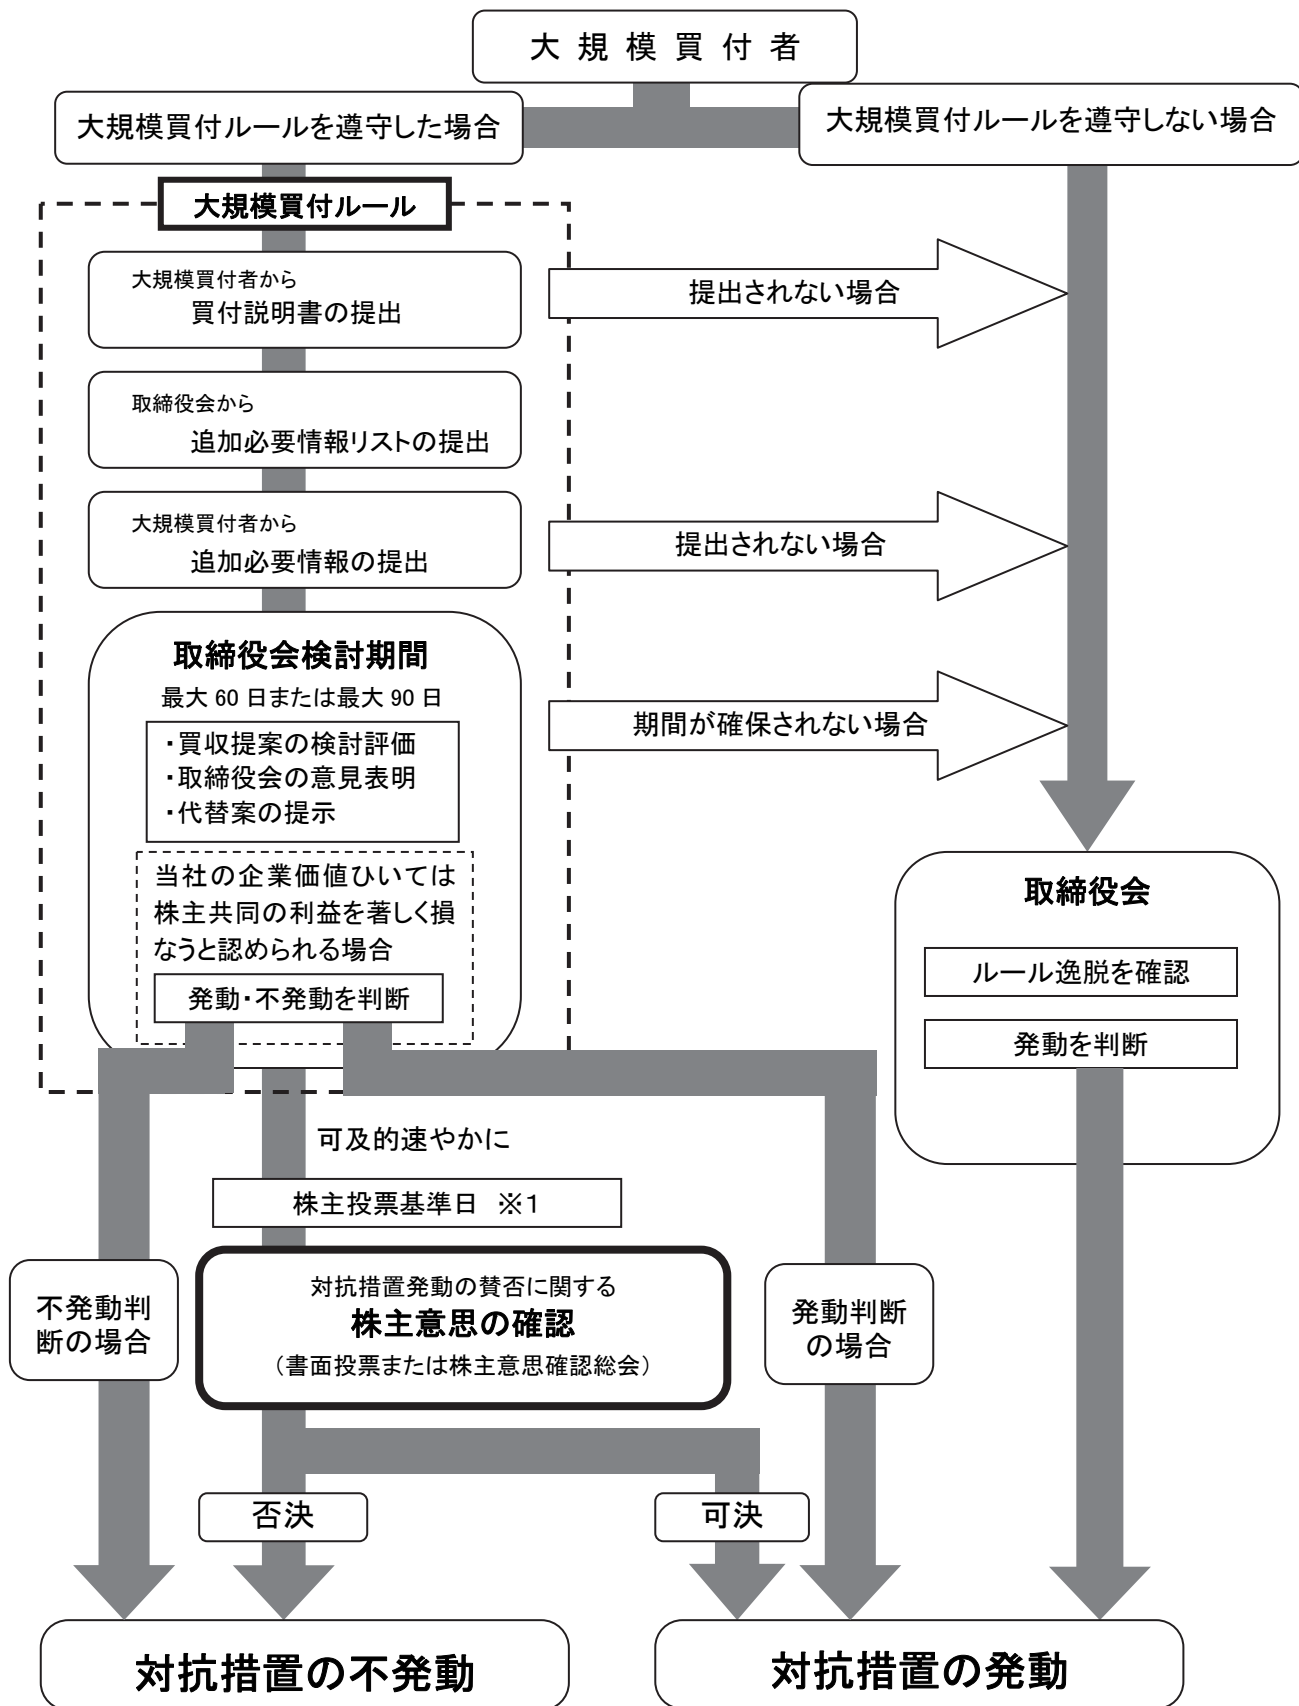 大規模買付者
大規模買付ルールを遵守した場合
大規模買付ルールを遵守しない場合
大規模買付ルール
大規模買付者から
買付説明書の提出
提出されない場合
取締役会から
追加必要情報リストの提出
大規模買付者から
追加必要情報の提出
提出されない場合
取締役会検討期間
最大 60 日または最大 90 日
・買収提案の検討評価
・取締役会の意見表明
・代替案の提示
期間が確保されない場合
当社の企業価値ひいては
株主共同の利益を著しく損
なうと認められる場合
発動・不発動を判断
取締役会
ルール逸脱を確認
発動を判断
可及的速やかに
株主投票基準日 ※1
不発動判
断の場合
対抗措置発動の賛否に関する
株主意思の確認
(書面投票または株主意思確認総会)
発動判断
の場合
否決
可決
対抗措置の不発動
対抗措置の発動